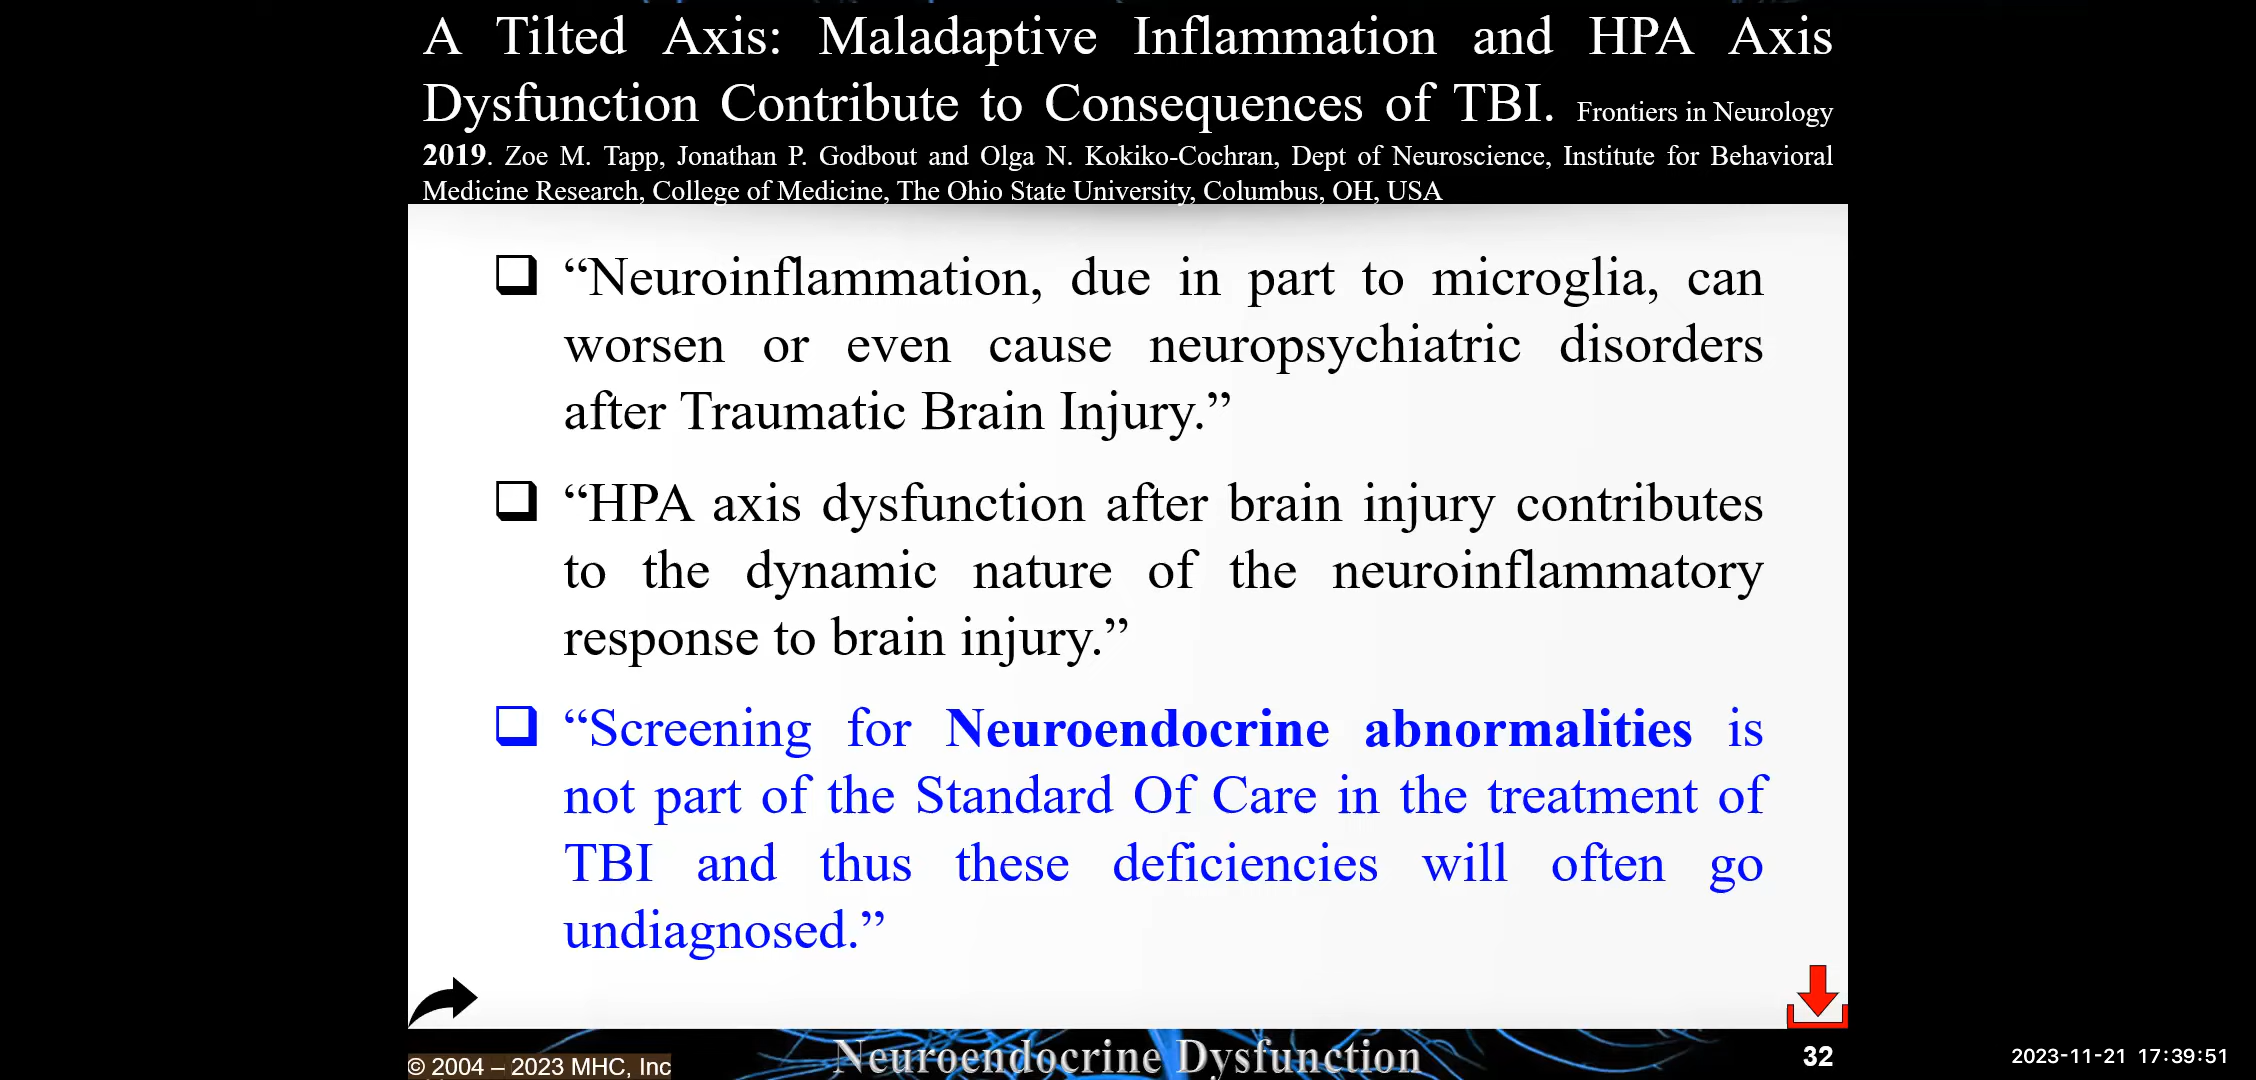 A Tilted Axis: Maladaptive Inflammation and HPA Axis
Dysfunction Contribute to Consequences of TBI. Frontiers in Neurology
2019. Zoe M. Tapp, Jonathan P. Godbout and Olga N. Kokiko-Cochran, Dept of Neuroscience, Institute for Behavioral
Medicine Research, College of Medicine, The Ohio State University, Columbus, OH, USA
❑ “Neuroinflammation, due in part to microglia, can
worsen or even cause neuropsychiatric disorders
after Traumatic Brain Injury.”
❑ “HPA axis dysfunction after brain injury contributes
to the dynamic nature of the neuroinflammatory
response to brain injury.”
❑ “Screening for Neuroendocrine abnormalities is
not part of the Standard Of Care in the treatment of
TBI and thus these deficiencies will often go
undiagnosed.”
© 2004 – 2023 MHC, Inc
Neuroendocrine Dysfunction
32
2023-11-21 17:39:51